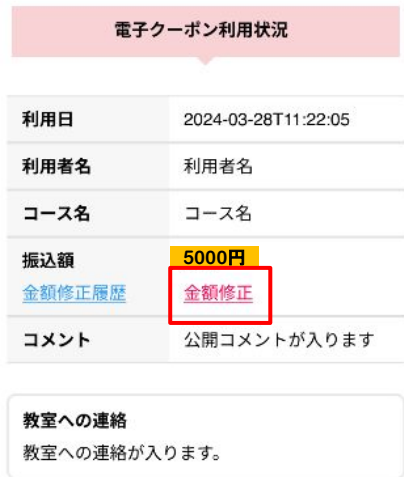 電子クーポン利用状況
利用日 2024-03-28T11:22:05
利用者名 利用者名
コース名 コース名
振込額 5000円
金額修正履歴 金額修正
コメント 公開コメントが入ります
教室への連絡
教室への連絡が入ります。